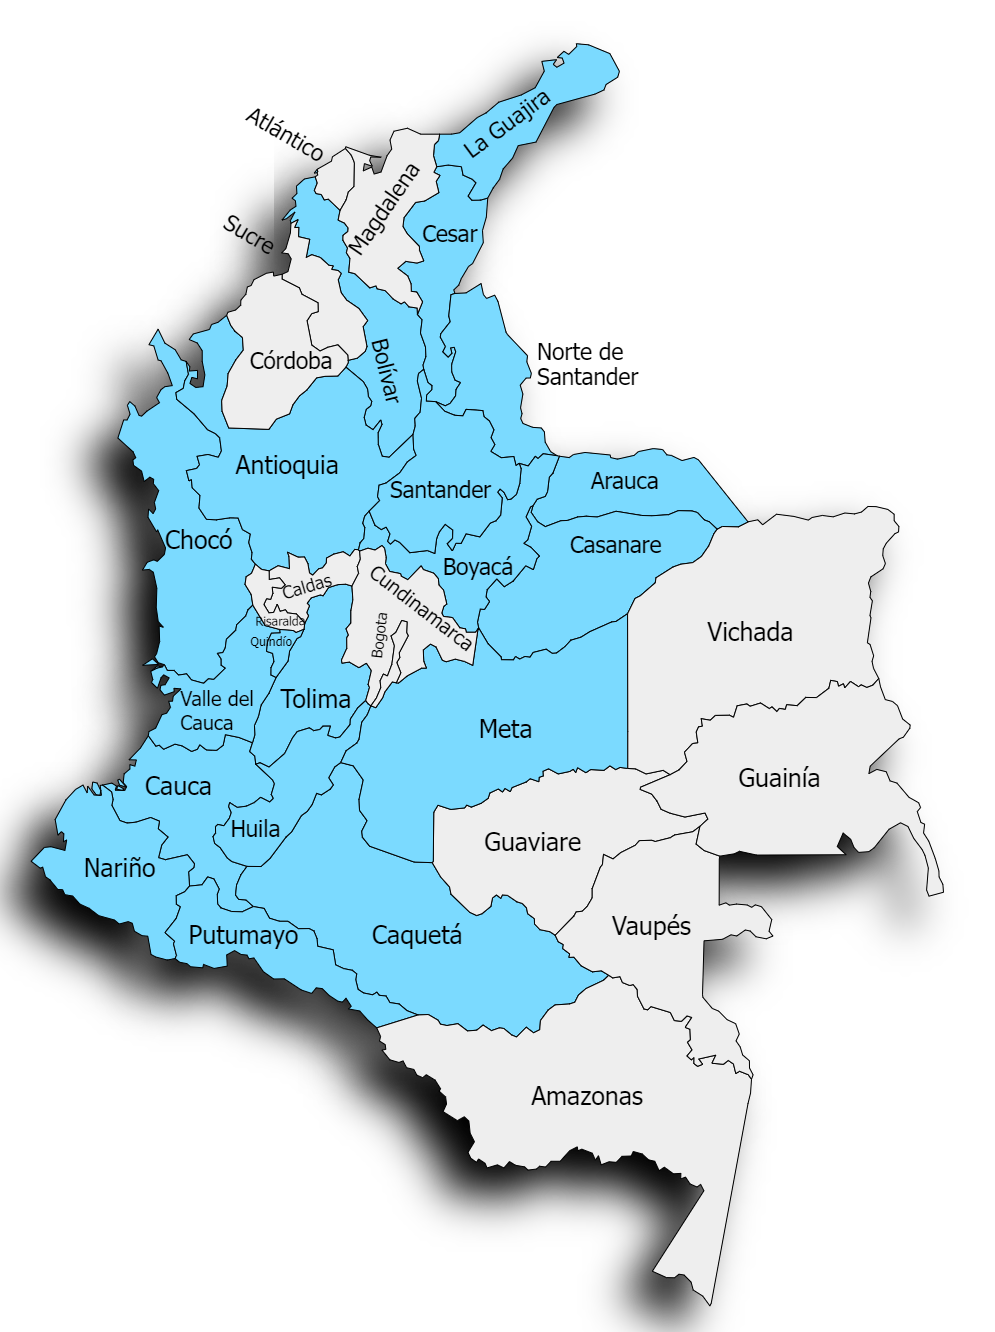 La Guajira
Atlántico
Magdalena
Sucre
Cesar
Córdoba
Bolívar
Norte de
Santander
Antioquia
Santander
Arauca
Chocó
Casanare
Boyacá
Caldas
Cundinamarca
Risaralda
Bogota
Quindío
Vichada
Valle del
Cauca
Tolima
Meta
Cauca
Guainía
Huila
Guaviare
Nariño
Putumayo
Caquetá
Vaupés
Amazonas